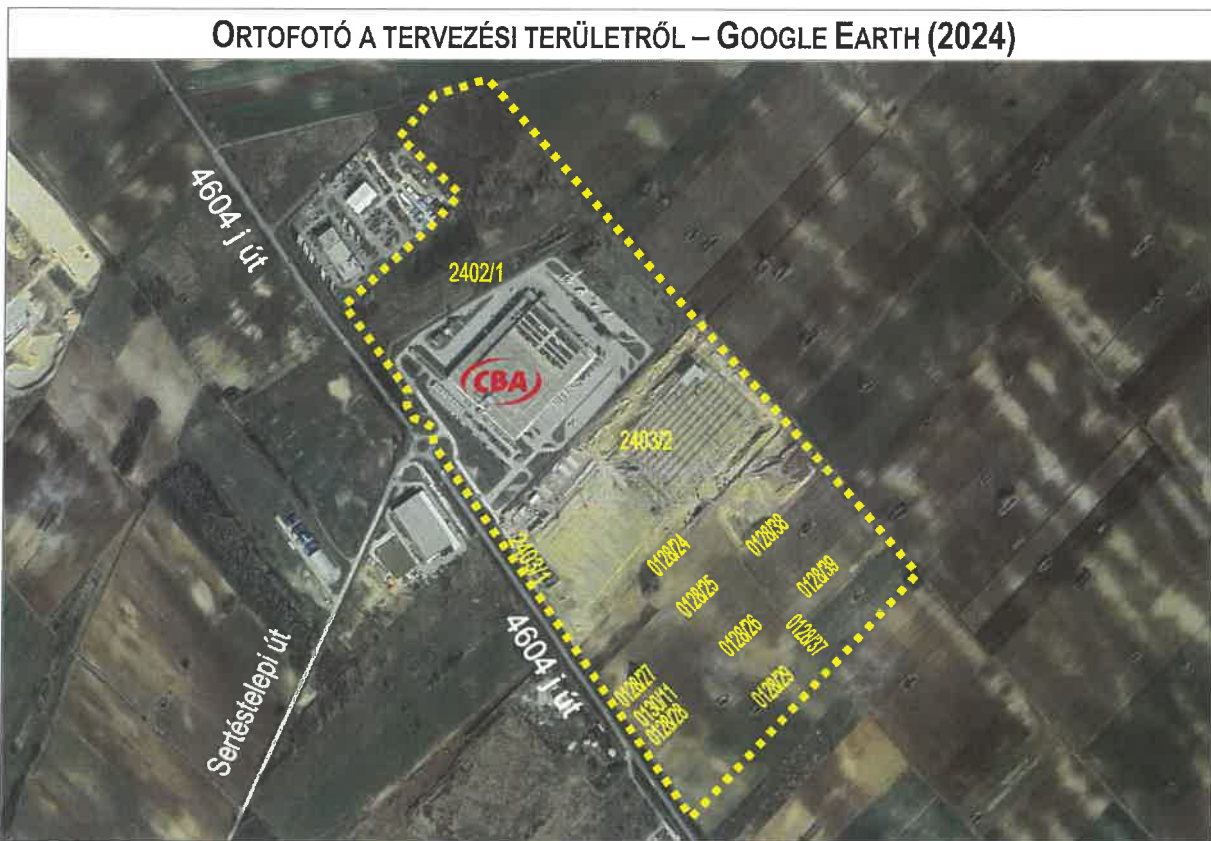 ORTOFOTÓ A TERVEZÉSI TERÜLETRŐL – GOOGLE EARTH (2024)
4604 j út
2402/1
CBA
2403/2
2403/1
0128/24
0128/38
0128/25
0128/39
0128/26
0128/37
0128/27
0130/11
0128/28
0128/29
4604 j út
Sertéstelepi út